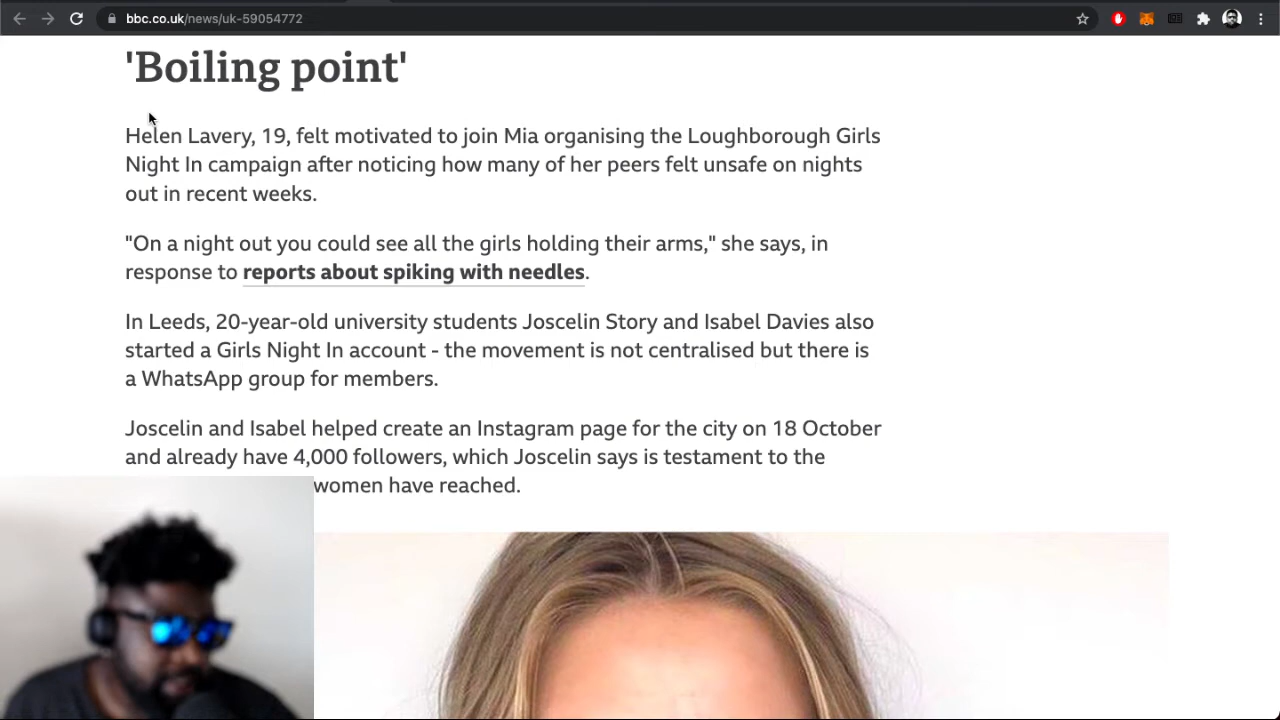 bbc.co.uk/news/uk-59054772
'Boiling point'
Helen Lavery, 19, felt motivated to join Mia organising the Loughborough Girls
Night In campaign after noticing how many of her peers felt unsafe on nights
out in recent weeks.
"On a night out you could see all the girls holding their arms," she says, in
response to reports about spiking with needles.
In Leeds, 20-year-old university students Joscelin Story and Isabel Davies also
started a Girls Night In account - the movement is not centralised but there is
a WhatsApp group for members.
Joscelin and Isabel helped create an Instagram page for the city on 18 October
and already have 4,000 followers, which Joscelin says is testament to the
women have reached.